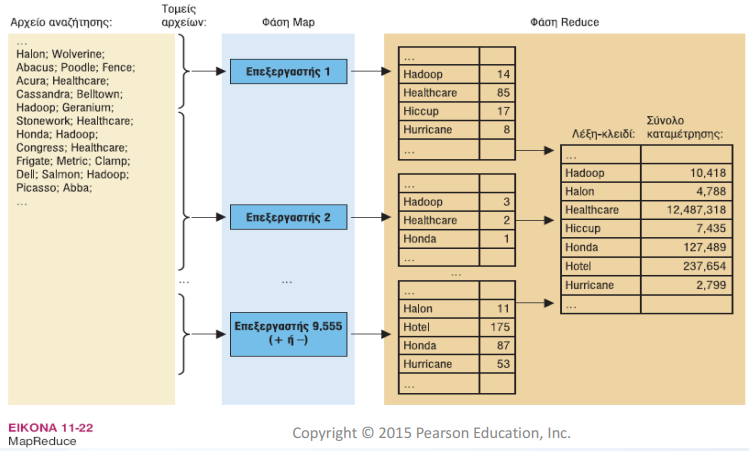 Αρχείο αναζήτησης:
...
Halon; Wolverine;
Abacus; Poodle; Fence;
Acura; Healthcare;
Cassandra; Belltown;
Hadoop; Geranium;
Stonework; Healthcare;
Honda; Hadoop;
Congress; Healthcare;
Frigate; Metric; Clamp;
Dell; Salmon; Hadoop;
Picasso; Abba;
...
Τομείς
αρχείων:
...
Φάση Map
Επεξεργαστής 1
Επεξεργαστής 2
...
Επεξεργαστής 9,555
(+ ή –)
Φάση Reduce
...
Hadoop 14
Healthcare 85
Hiccup 17
Hurricane 8
...
...
Hadoop 3
Healthcare 2
Honda 1
...
...
...
Halon 11
Hotel 175
Honda 87
Hurricane 53
...
Λέξη-κλειδί:
Σύνολο
καταμέτρησης:
...
Hadoop 10,418
Halon 4,788
Healthcare 12,487,318
Hiccup 7,435
Honda 127,489
Hotel 237,654
Hurricane 2,799
...
ΕΙΚΟΝΑ 11-22
MapReduce
Copyright © 2015 Pearson Education, Inc.